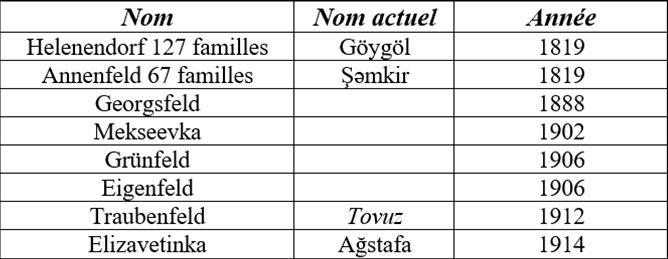 Nom Nom actuel Année
Helenendorf 127 familles Göygöl 1819
Annenfeld 67 familles Şəmkir 1819
Georgsfeld 1888
Mekseevka 1902
Grünfeld 1906
Eigenfeld 1906
Traubenfeld Tovuz 1912
Elizavetinka Ağstafa 1914